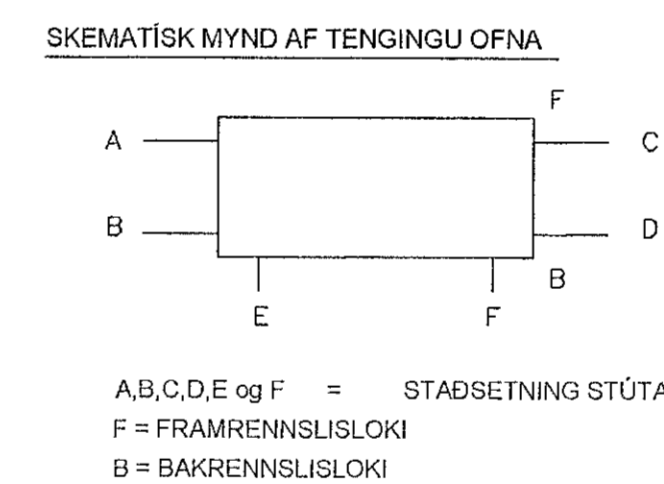 SKEMATÍSK MYND AF TENGINGU OFNA
F
A C
B D
B
E F
A,B,C,D,E og F = STAÐSETNING STÚTA
F = FRAMRENNSLISLOKI
B = BAKRENNSLISLOKI